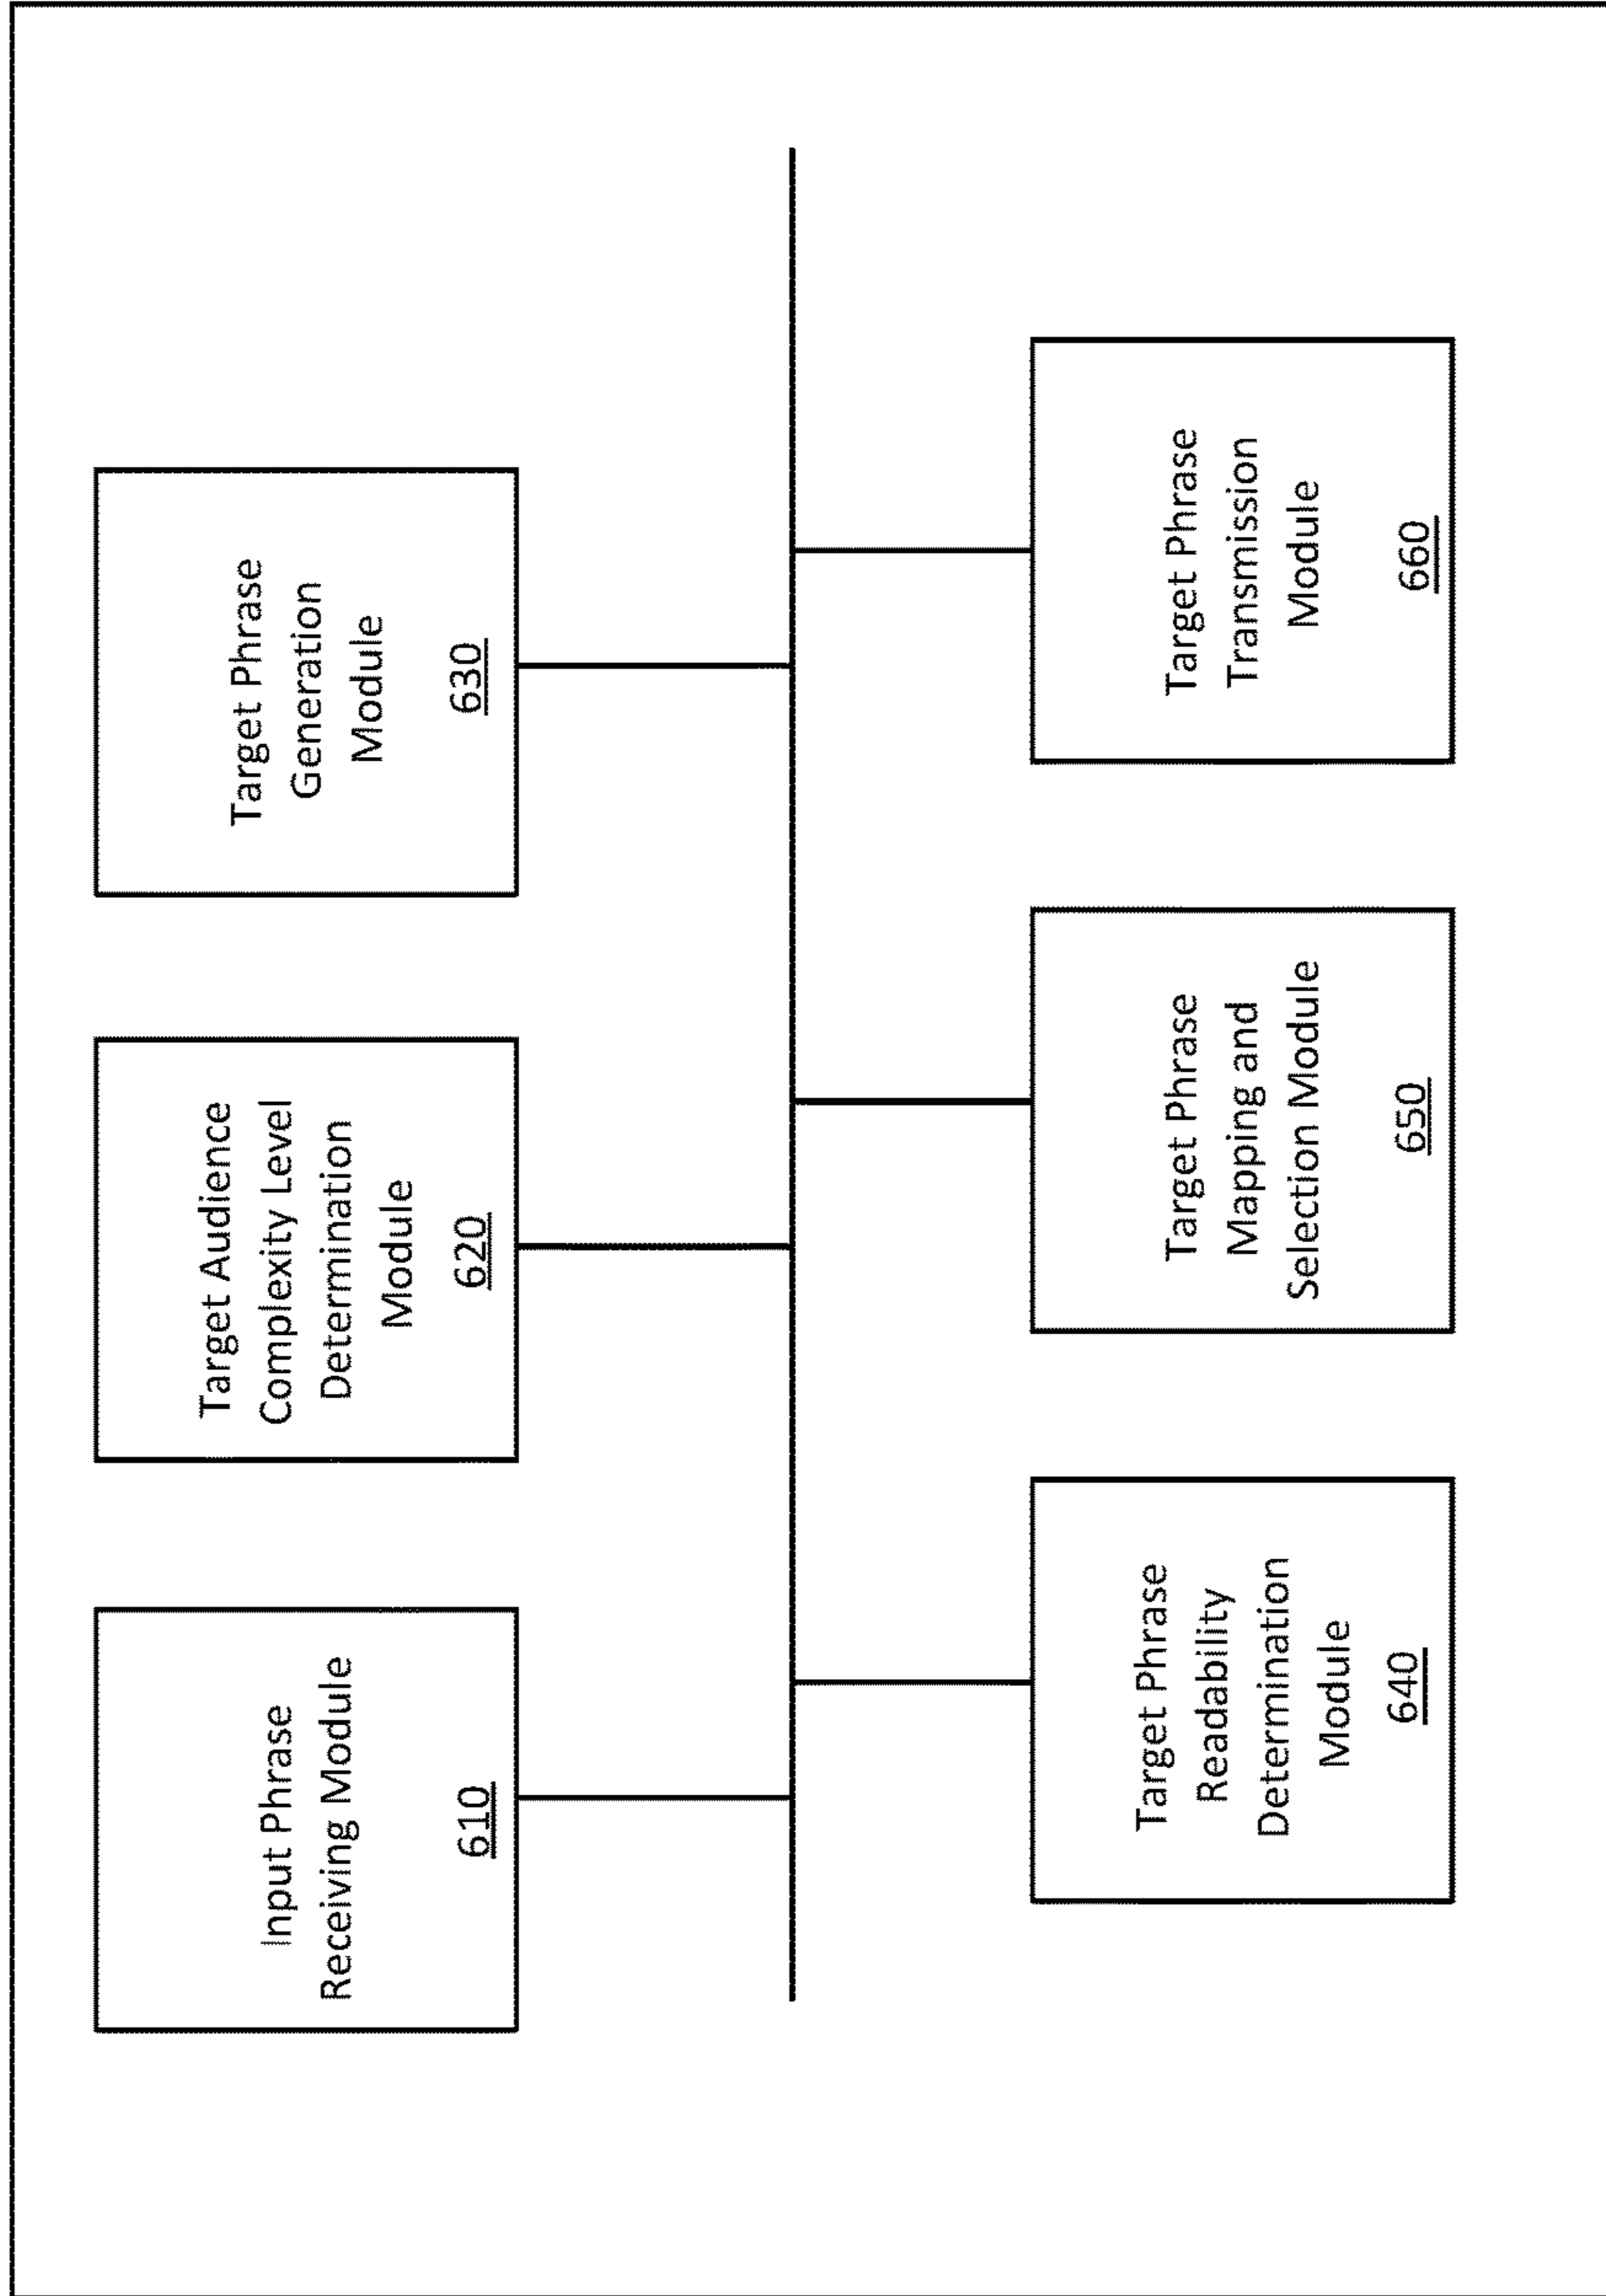 Input Phrase
Receiving Module
610
Target Audience
Complexity Level
Determination
Module
620
Target Phrase
Generation
Module
630
Target Phrase
Readability
Determination
Module
640
Target Phrase
Mapping and
Selection Module
650
Target Phrase
Transmission
Module
660